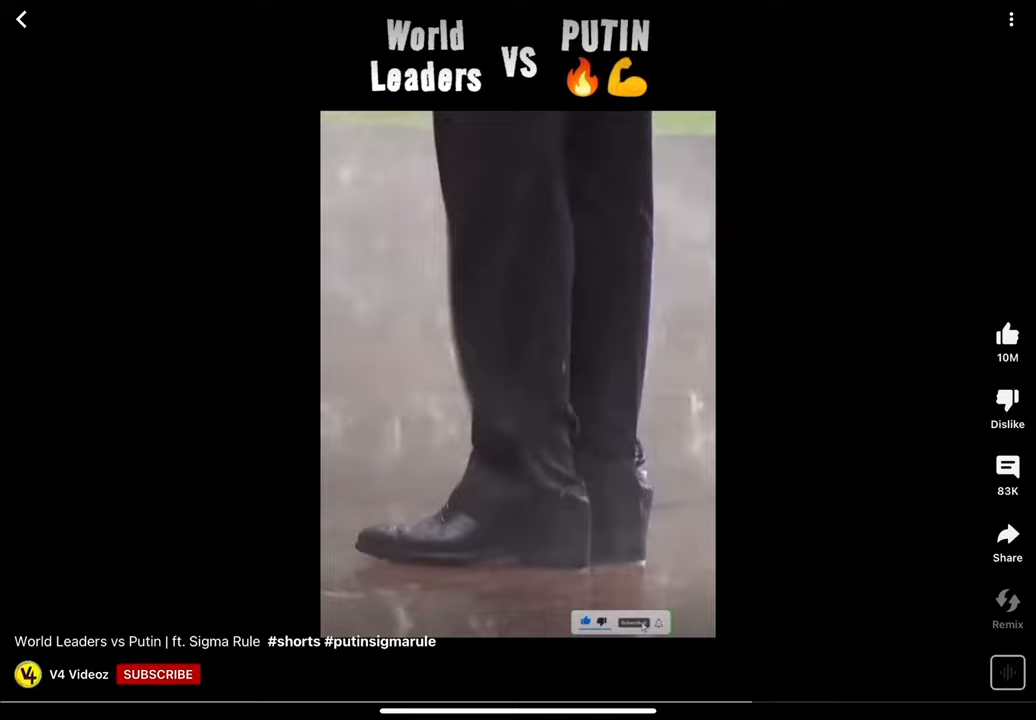 World
Leaders
VS
PUTIN
🔥💪
10M
Dislike
83K
Share
Remix
World Leaders vs Putin | ft. Sigma Rule #shorts #putinsigmarule
V4 V4 Videoz SUBSCRIBE